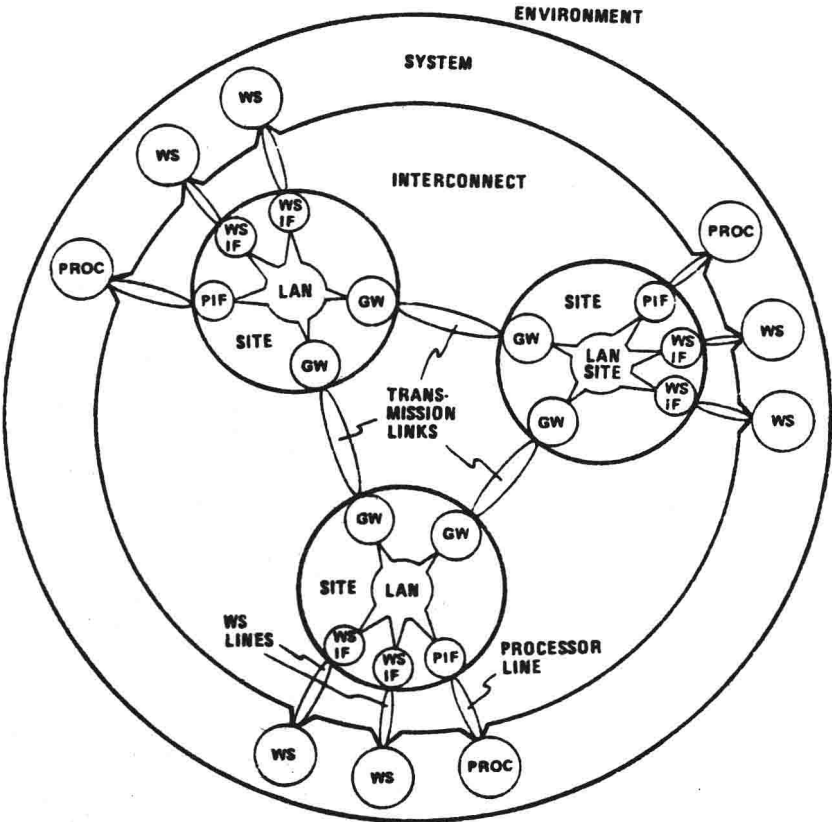 ENVIRONMENT
SYSTEM
WS
WS
INTERCONNECT
WS
IF
WS
IF
PROC
PROC
PIF
LAN
GW
SITE
GW
SITE
PIF
WS
IF
WS
GW
LAN
SITE
WS
IF
WS
GW
TRANS-
MISSION
LINKS
GW
GW
SITE
LAN
WS
LINES
WS
IF
WS
IF
PIF
PROCESSOR
LINE
WS
WS
PROC